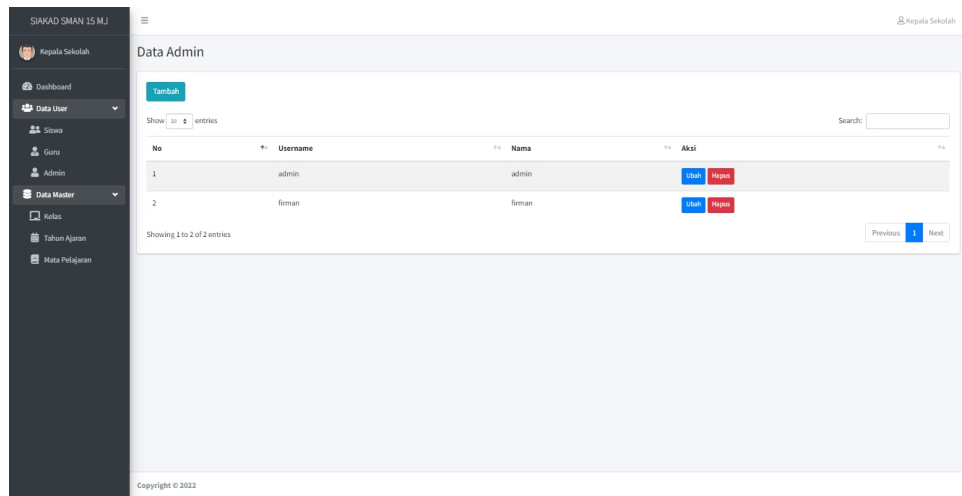 SIAKAD SMAN 15 MJ
Kepala Sekolah
Kepala Sekolah
Dashboard
Data User
Siswa
Guru
Admin
Data Master
Kelas
Tahun Ajaran
Mata Pelajaran
Data Admin
Tambah
Show 10 entries
Search:
No Username Nama Aksi
1 admin admin Ubah Hapus
2 firman firman Ubah Hapus
Showing 1 to 2 of 2 entries
Previous 1 Next
Copyright © 2022